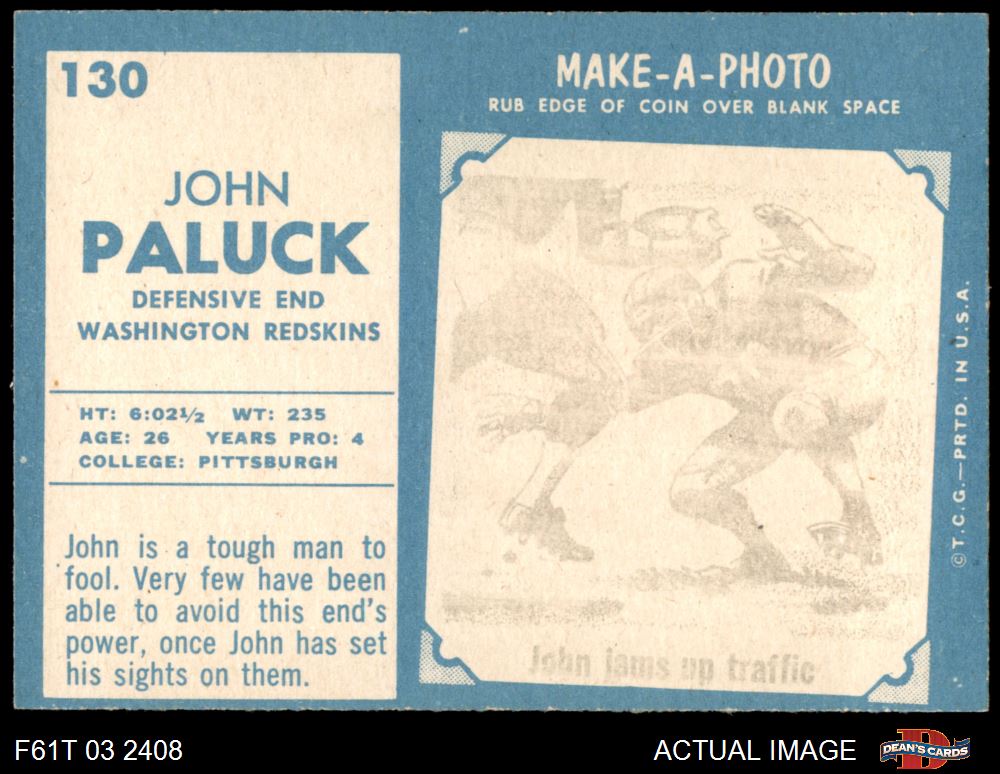 130
JOHN
PALUCK
DEFENSIVE END
WASHINGTON REDSKINS
HT: 6:02½ WT: 235
AGE: 26 YEARS PRO: 4
COLLEGE: PITTSBURGH
John is a tough man to
fool. Very few have been
able to avoid this end's
power, once John has set
his sights on them.
MAKE-A-PHOTO
RUB EDGE OF COIN OVER BLANK SPACE
John jams up traffic
©T.C.G.—PRTD. IN U.S.A.
F61T 03 2408
ACTUAL IMAGE
DEAN'S CARDS